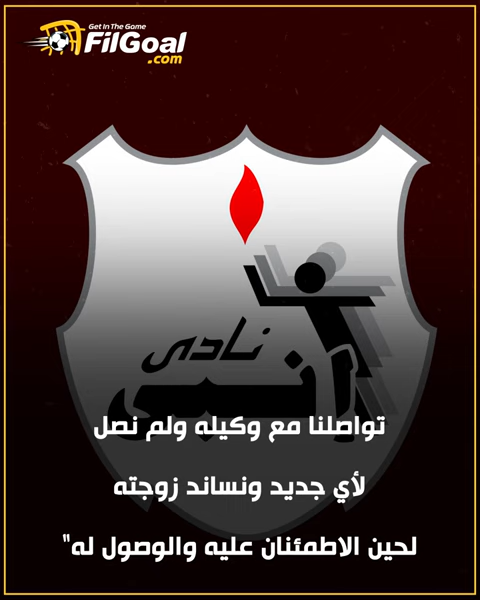 Get In The Game
FilGoal
.com
نادى
انبى
تواصلنا مع وكيله ولم نصل
لأي جديد ونساند زوجته
لحين الاطمئنان عليه والوصول له"